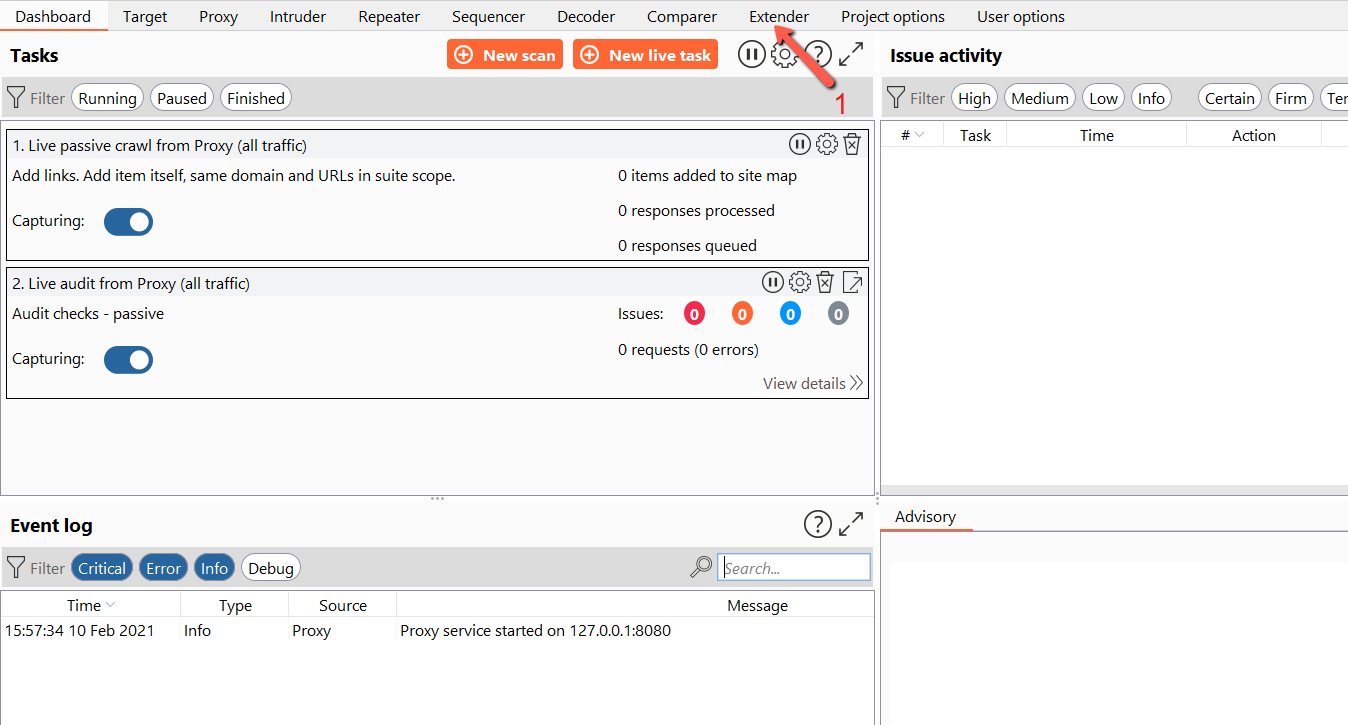 Dashboard Target Proxy Intruder Repeater Sequencer Decoder Comparer Extender Project options User options
Tasks
New scan New live task
?
1
Filter Running Paused Finished
1. Live passive crawl from Proxy (all traffic)
Add links. Add item itself, same domain and URLs in suite scope.
0 items added to site map
Capturing:
0 responses processed
0 responses queued
2. Live audit from Proxy (all traffic)
Audit checks - passive
Issues: 0 0 0 0
Capturing:
0 requests (0 errors)
View details
Event log
?
Filter Critical Error Info Debug
Search...
Time Type Source Message
15:57:34 10 Feb 2021 Info Proxy Proxy service started on 127.0.0.1:8080
Issue activity
Filter High Medium Low Info Certain Firm Ten
# Task Time Action
Advisory